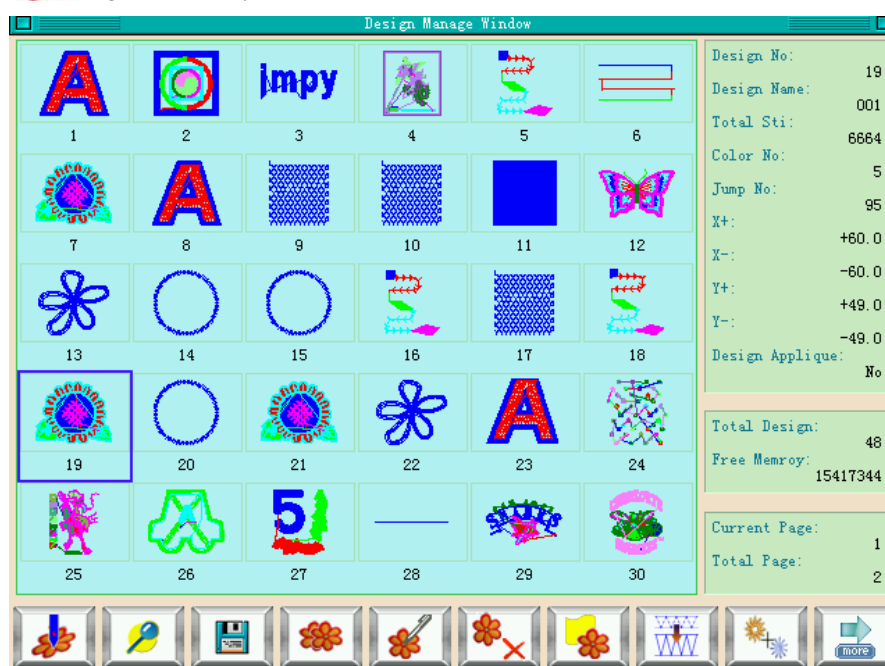 Design Manage Window
Design No:
19
Design Name:
001
Total Sti:
6664
Color No:
5
Jump No:
95
X+:
+60.0
X-:
-60.0
Y+:
+49.0
Y-:
-49.0
Design Applique:
No
Total Design:
48
Free Memroy:
15417344
Current Page:
1
Total Page:
2
A
jmpy
1 2 3 4 5 6
A
7 8 9 10 11 12
13 14 15 16 17 18
A
19 20 21 22 23 24
5
25 26 27 28 29 30
more